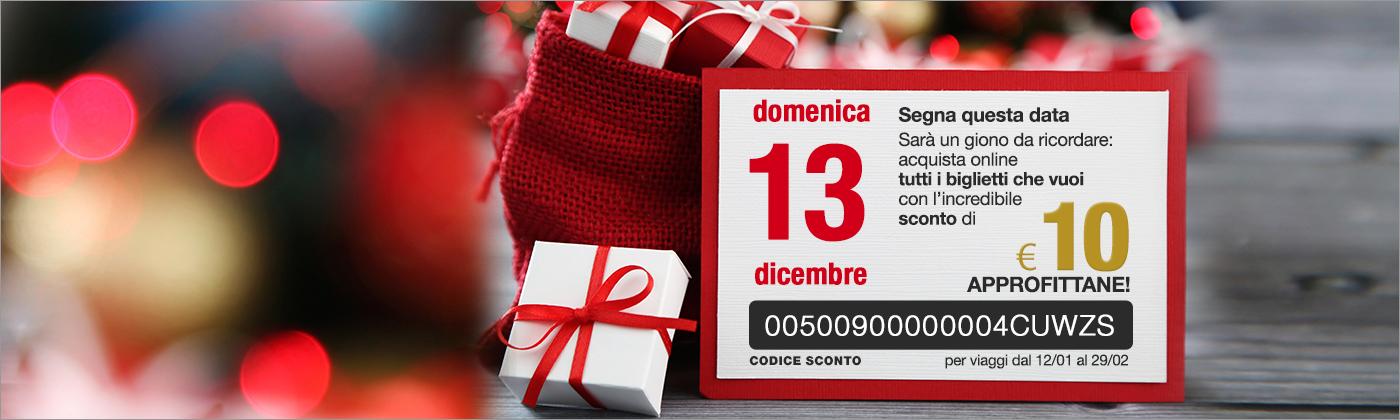 domenica
13
dicembre
Segna questa data
Sarà un giono da ricordare:
acquista online
tutti i biglietti che vuoi
con l'incredibile
sconto di
€ 10
APPROFITTANE!
00500900000004CUWZS
CODICE SCONTO
per viaggi dal 12/01 al 29/02